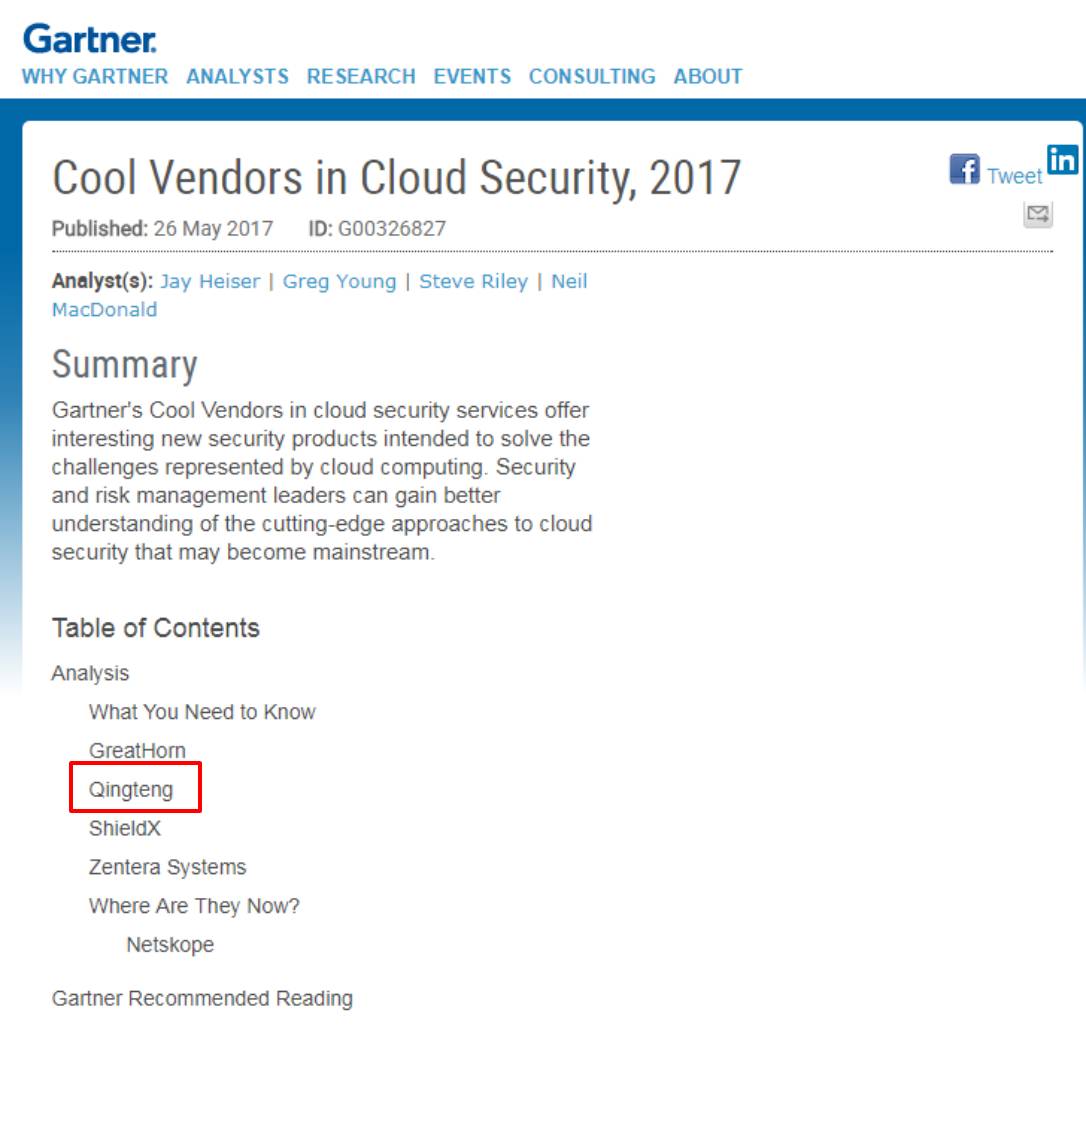 Gartner.
WHY GARTNER ANALYSTS RESEARCH EVENTS CONSULTING ABOUT
Cool Vendors in Cloud Security, 2017
Tweet
in
Published: 26 May 2017 ID: G00326827
Analyst(s): Jay Heiser | Greg Young | Steve Riley | Neil
MacDonald
Summary
Gartner's Cool Vendors in cloud security services offer
interesting new security products intended to solve the
challenges represented by cloud computing. Security
and risk management leaders can gain better
understanding of the cutting-edge approaches to cloud
security that may become mainstream.
Table of Contents
Analysis
What You Need to Know
GreatHorn
Qingteng
ShieldX
Zentera Systems
Where Are They Now?
Netskope
Gartner Recommended Reading